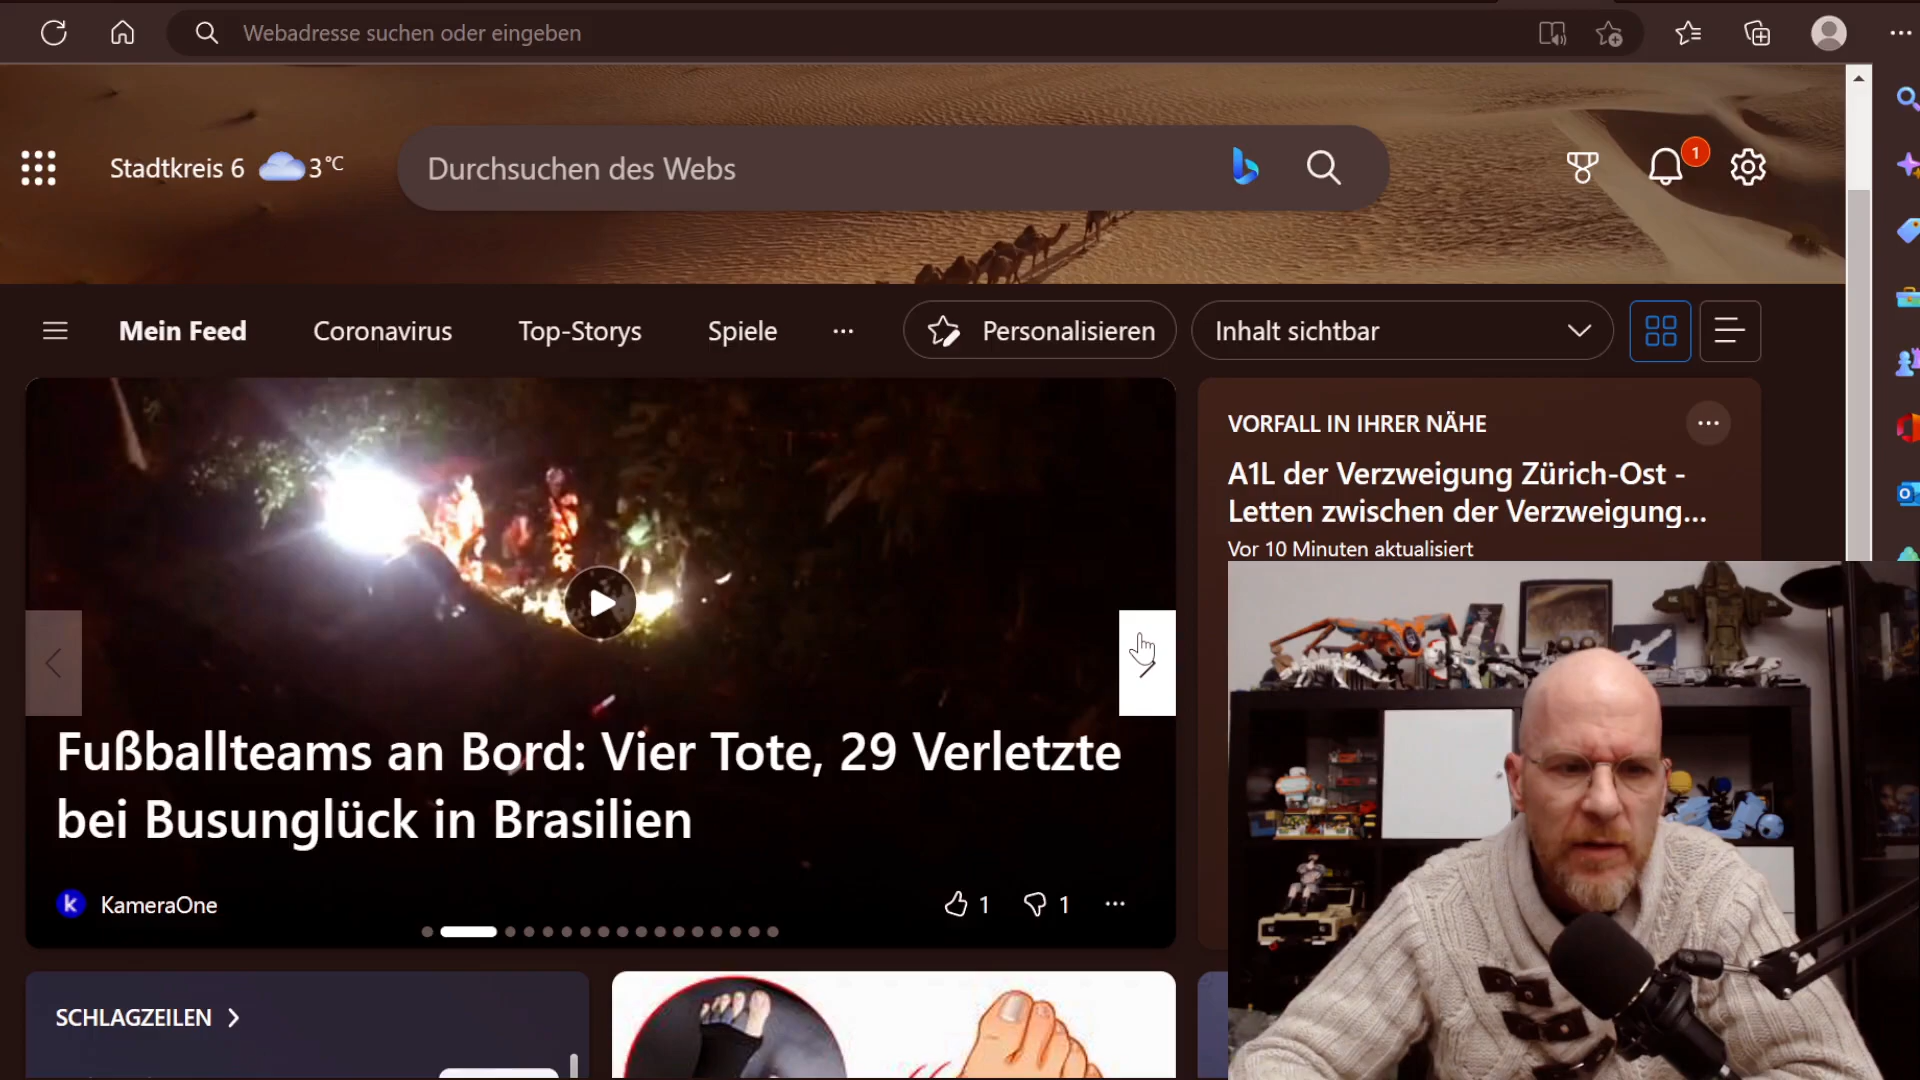 Webadresse suchen oder eingeben
Stadtkreis 6 3°C
Durchsuchen des Webs
1
Mein Feed
Coronavirus
Top-Storys
Spiele
Personalisieren
Inhalt sichtbar
VORFALL IN IHRER NÄHE
A1L der Verzweigung Zürich-Ost -
Letten zwischen der Verzweigung...
Vor 10 Minuten aktualisiert
Fußballteams an Bord: Vier Tote, 29 Verletzte
bei Busunglück in Brasilien
k KameraOne
1
1
SCHLAGZEILEN